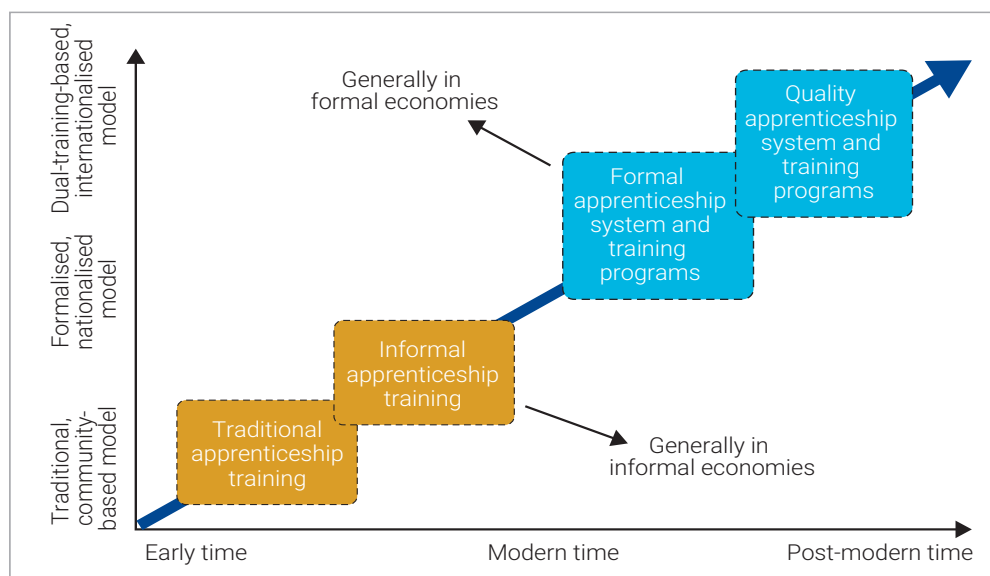 Dual-training-based,
internationalised
model
Formalised,
nationalised
model
Traditional,
community-
based model
Generally in
formal economies
Quality
apprenticeship
system and
training
programs
Formal
apprenticeship
system and
training
programs
Informal
apprenticeship
training
Traditional
apprenticeship
training
Generally in
informal economies
Early time
Modern time
Post-modern time